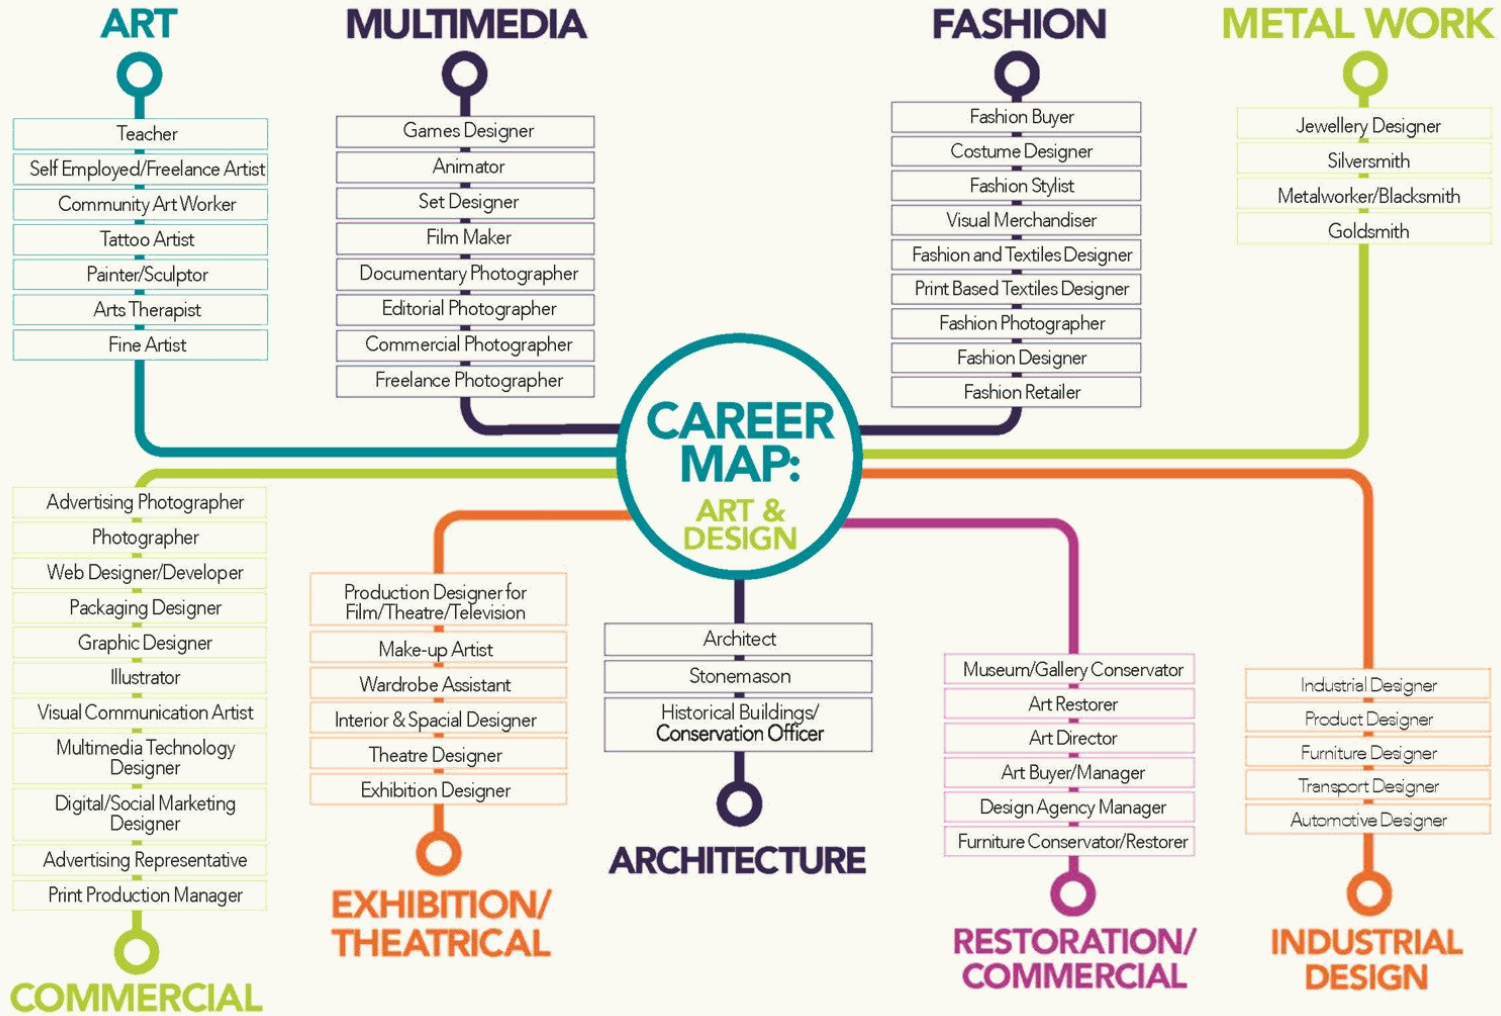 ART
Teacher
Self Employed/Freelance Artist
Community Art Worker
Tattoo Artist
Painter/Sculptor
Arts Therapist
Fine Artist
MULTIMEDIA
Games Designer
Animator
Set Designer
Film Maker
Documentary Photographer
Editorial Photographer
Commercial Photographer
Freelance Photographer
FASHION
Fashion Buyer
Costume Designer
Fashion Stylist
Visual Merchandiser
Fashion and Textiles Designer
Print Based Textiles Designer
Fashion Photographer
Fashion Designer
Fashion Retailer
METAL WORK
Jewellery Designer
Silversmith
Metalworker/Blacksmith
Goldsmith
CAREER
MAP:
ART &
DESIGN
Advertising Photographer
Photographer
Web Designer/Developer
Packaging Designer
Graphic Designer
Illustrator
Visual Communication Artist
Multimedia Technology
Designer
Digital/Social Marketing
Designer
Advertising Representative
Print Production Manager
COMMERCIAL
Production Designer for
Film/Theatre/Television
Make-up Artist
Wardrobe Assistant
Interior & Spacial Designer
Theatre Designer
Exhibition Designer
EXHIBITION/
THEATRICAL
Architect
Stonemason
Historical Buildings/
Conservation Officer
ARCHITECTURE
Museum/Gallery Conservator
Art Restorer
Art Director
Art Buyer/Manager
Design Agency Manager
Furniture Conservator/Restorer
RESTORATION/
COMMERCIAL
Industrial Designer
Product Designer
Furniture Designer
Transport Designer
Automotive Designer
INDUSTRIAL
DESIGN